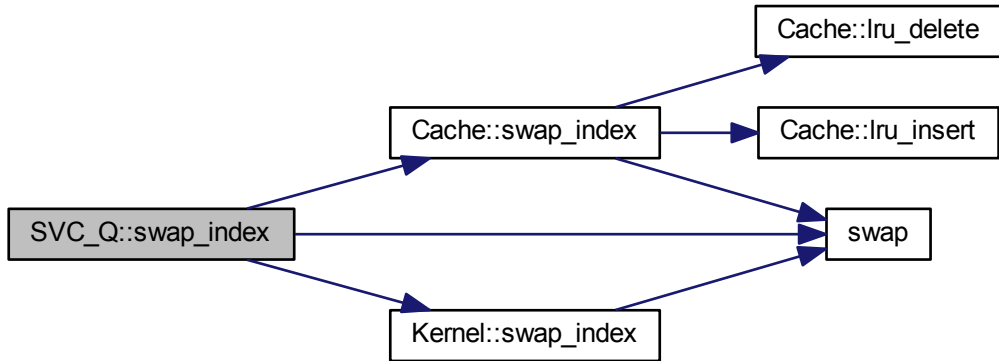 Cache::lru_delete
Cache::swap_index
Cache::lru_insert
SVC_Q::swap_index
swap
Kernel::swap_index